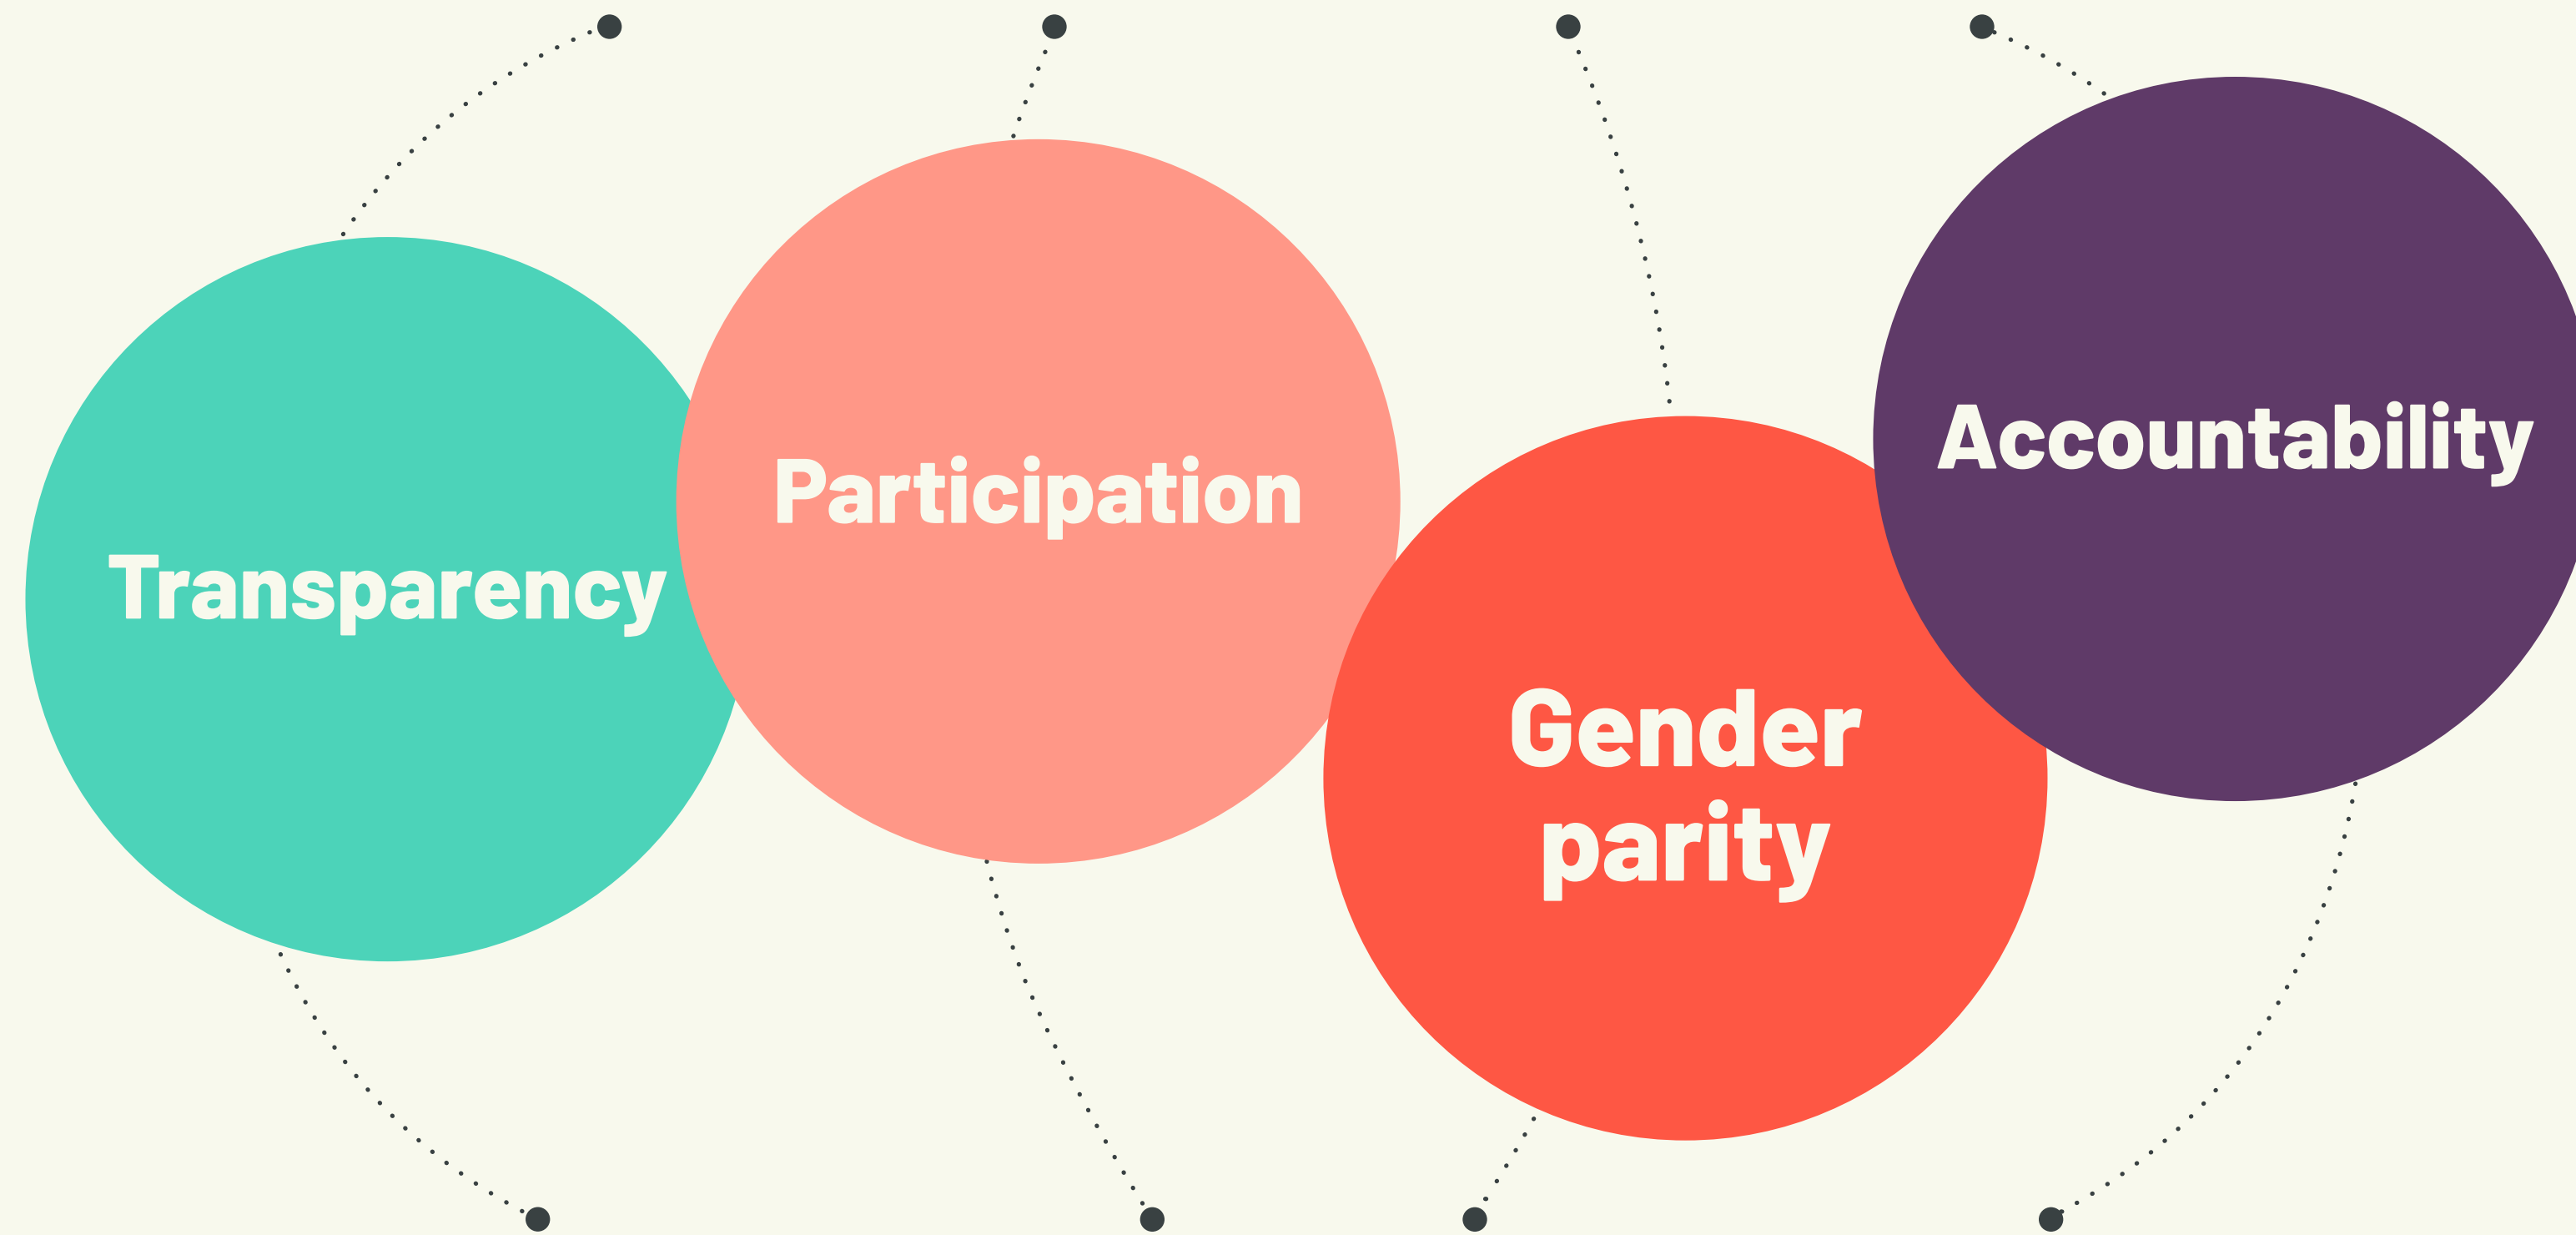 Transparency
Participation
Gender
parity
Accountability